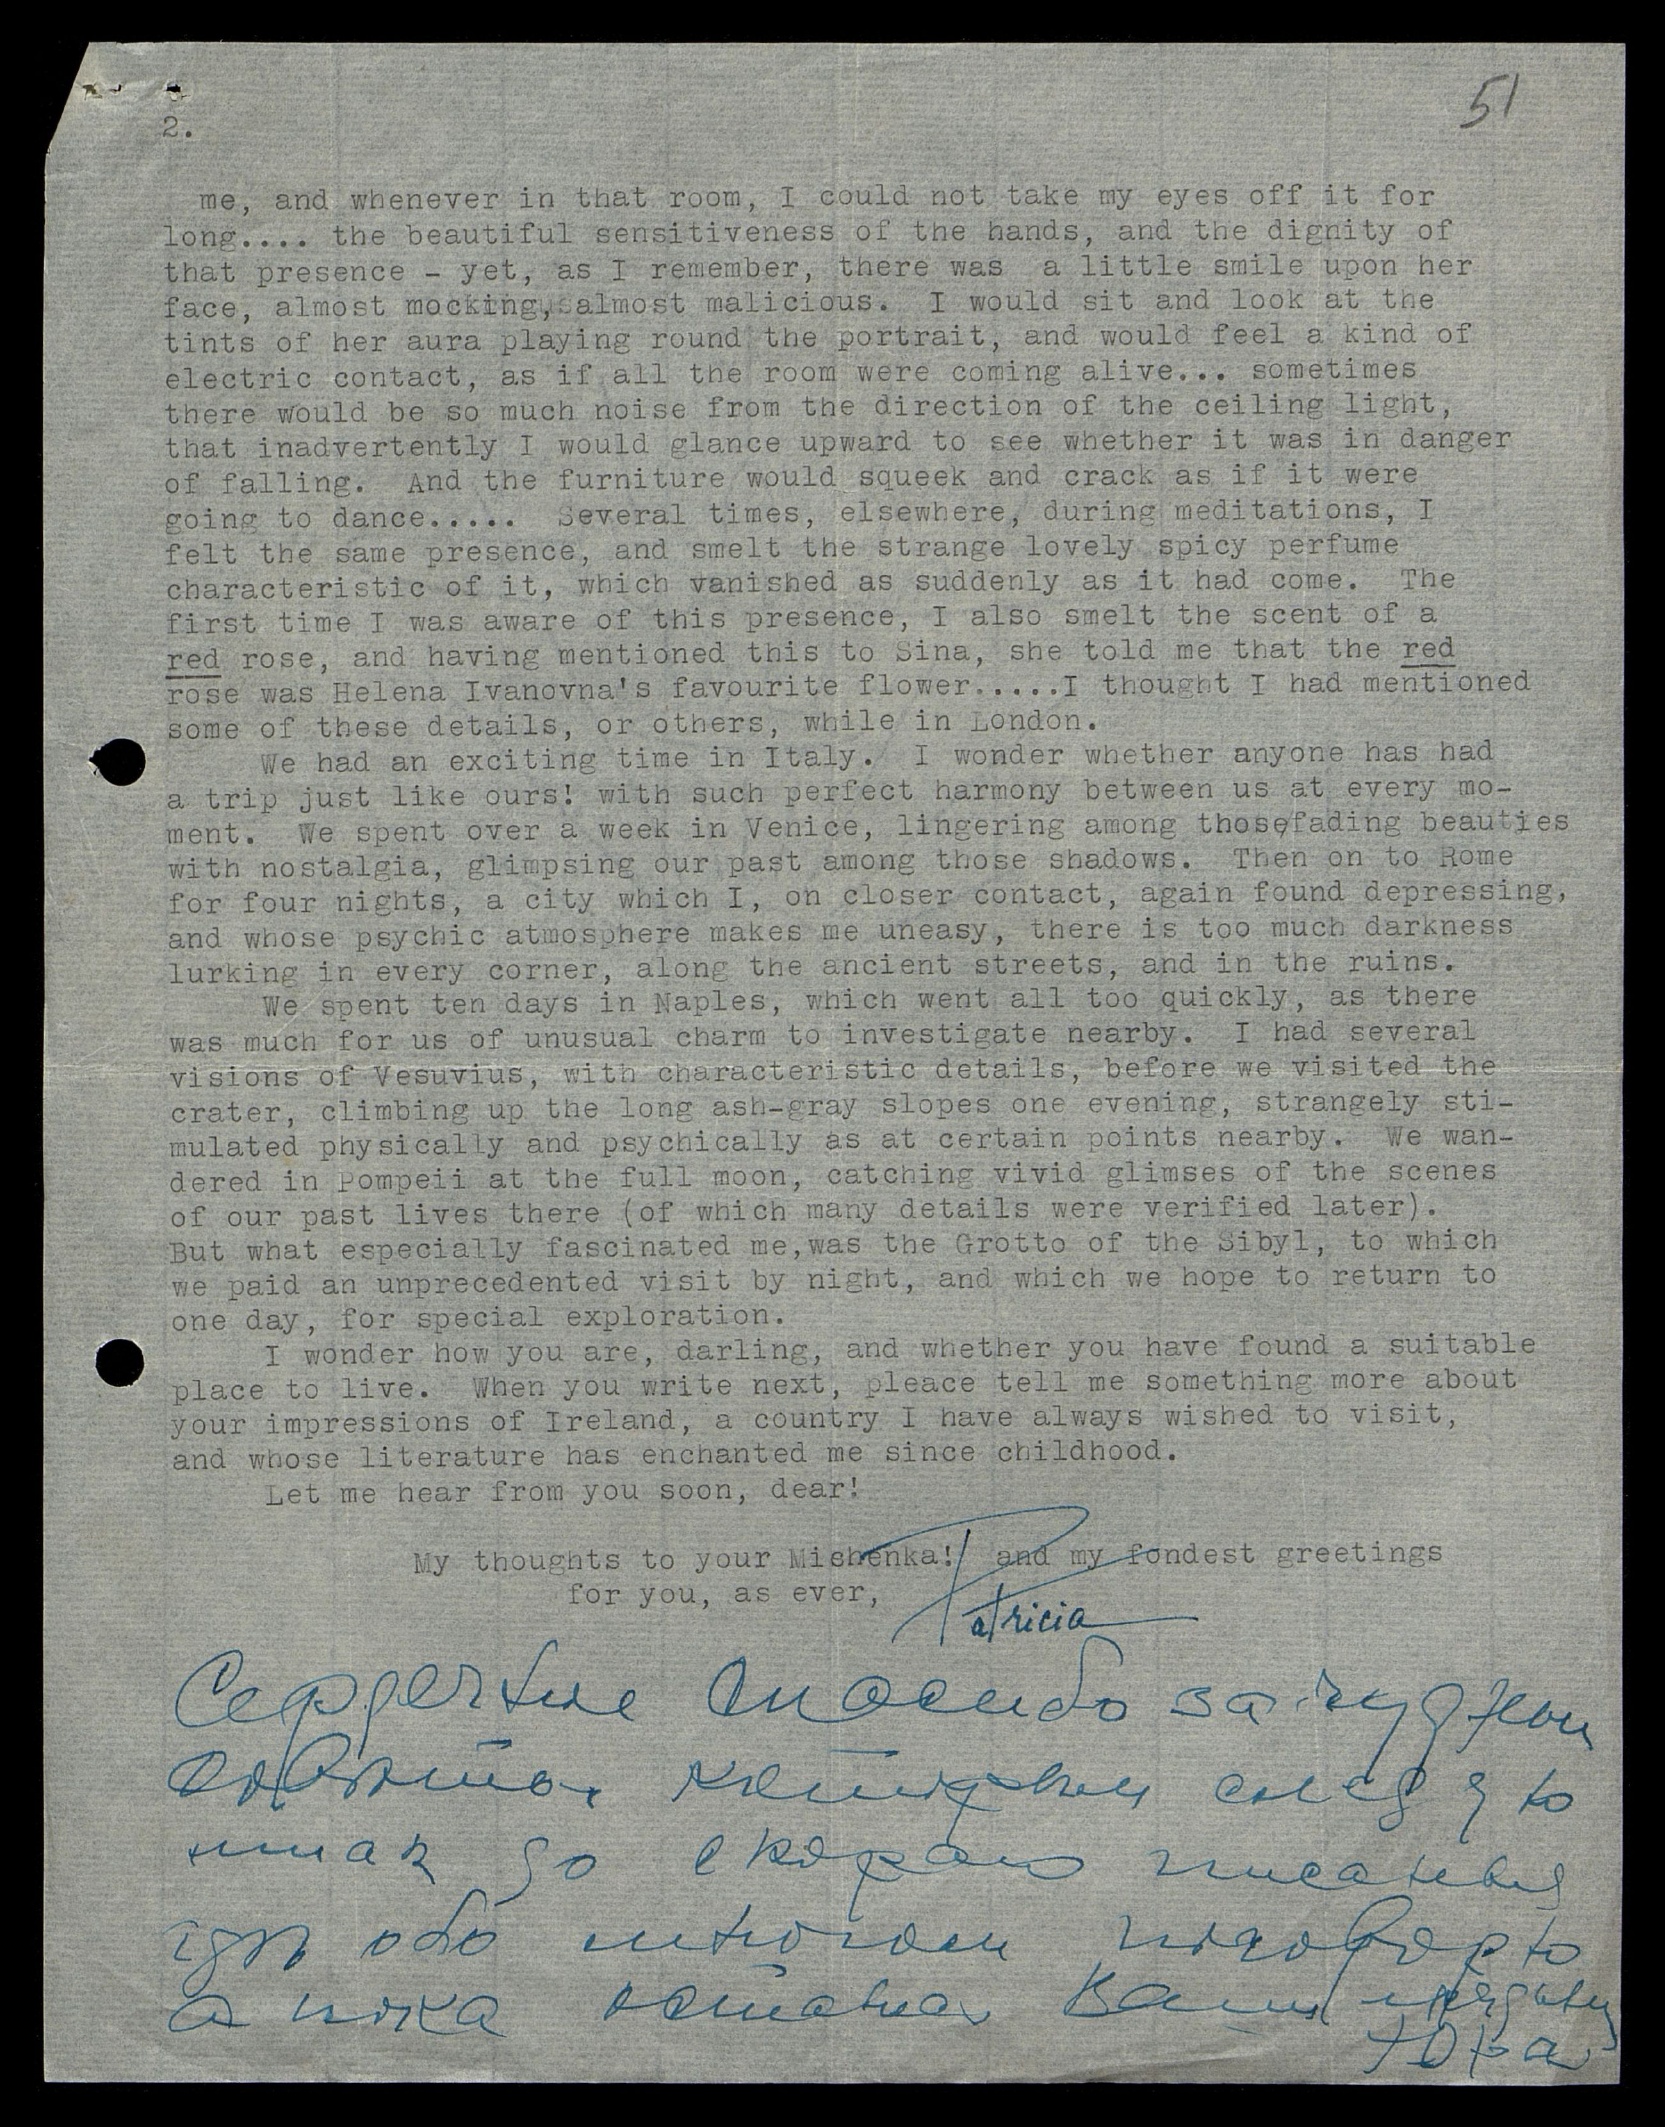 51
2.
me, and whenever in that room, I could not take my eyes off it for
long.... the beautiful sensitiveness of the hands, and the dignity of
that presence - yet, as I remember, there was a little smile upon her
face, almost mocking, almost malicious. I would sit and look at the
tints of her aura playing round the portrait, and would feel a kind of
electric contact, as if all the room were coming alive... sometimes
there would be so much noise from the direction of the ceiling light,
that inadvertently I would glance upward to see whether it was in danger
of falling. And the furniture would squeek and crack as if it were
going to dance..... Several times, elsewhere, during meditations, I
felt the same presence, and smelt the strange lovely spicy perfume
characteristic of it, which vanished as suddenly as it had come. The
first time I was aware of this presence, I also smelt the scent of a
red rose, and having mentioned this to Sina, she told me that the red
rose was Helena Ivanovna's favourite flower.....I thought I had mentioned
some of these details, or others, while in London.
We had an exciting time in Italy. I wonder whether anyone has had
a trip just like ours! with such perfect harmony between us at every mo-
ment. We spent over a week in Venice, lingering among those fading beauties
with nostalgia, glimpsing our past among those shadows. Then on to Rome
for four nights, a city which I, on closer contact, again found depressing,
and whose psychic atmosphere makes me uneasy, there is too much darkness
lurking in every corner, along the ancient streets, and in the ruins.
We spent ten days in Naples, which went all too quickly, as there
was much for us of unusual charm to investigate nearby. I had several
visions of Vesuvius, with characteristic details, before we visited the
crater, climbing up the long ash-gray slopes one evening, strangely sti-
mulated physically and psychically as at certain points nearby. We wan-
dered in Pompeii at the full moon, catching vivid glimses of the scenes
of our past lives there (of which many details were verified later).
But what especially fascinated me,was the Grotto of the Sibyl, to which
we paid an unprecedented visit by night, and which we hope to return to
one day, for special exploration.
I wonder how you are, darling, and whether you have found a suitable
place to live. When you write next, pleace tell me something more about
your impressions of Ireland, a country I have always wished to visit,
and whose literature has enchanted me since childhood.
Let me hear from you soon, dear!
My thoughts to your Mishenka! and my fondest greetings
for you, as ever,
Patricia
Сердечное спасибо за
следую
итак до скораго писанья
обо многом поговорю
а пока Ваш
Юра